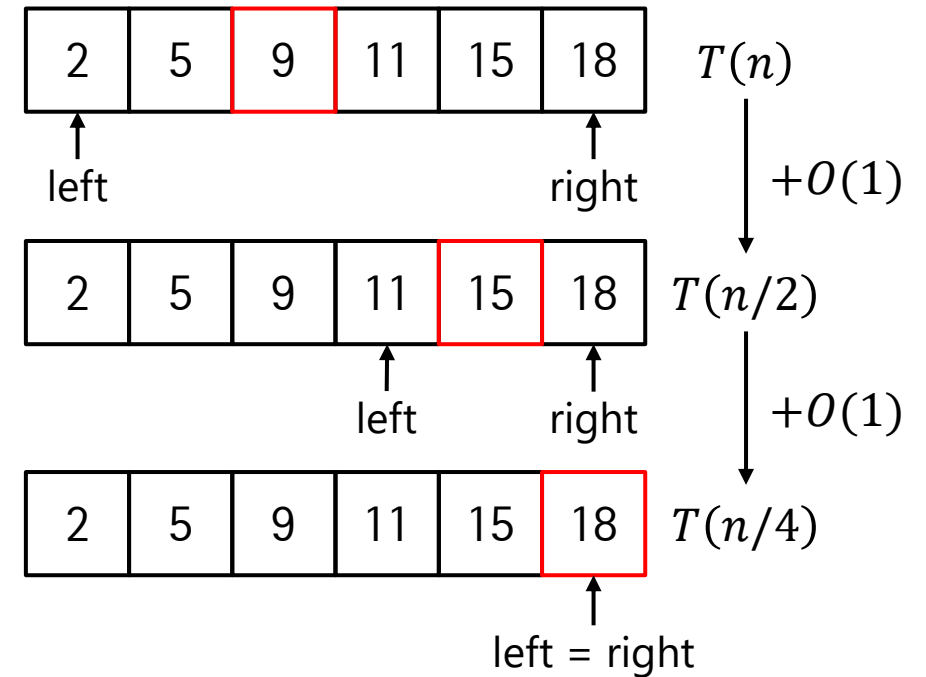 2 5 9 11 15 18 T(n)
left right +O(1)
2 5 9 11 15 18 T(n/2)
left right +O(1)
2 5 9 11 15 18 T(n/4)
left = right